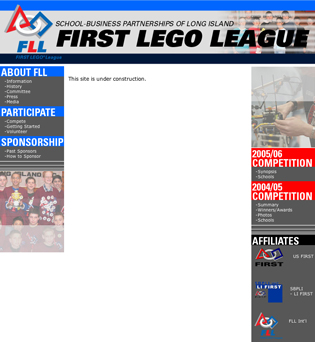 SCHOOL-BUSINESS PARTNERSHIPS OF LONG ISLAND
FIRST LEGO LEAGUE
FLL
FIRST LEGO League
ABOUT FLL
-Information
-History
-Committee
-Press
-Media
PARTICIPATE
-Compete
-Getting Started
-Volunteer
SPONSORSHIP
-Past Sponsors
-How to Sponsor
This site is under construction.
2005/06
COMPETITION
-Synopsis
-Schools
2004/05
COMPETITION
-Summary
-Winners/Awards
-Photos
-Schools
AFFILIATES
FIRST
US FIRST
LI FIRST
SBPLI
- LI FIRST
FLL
FLL Int'l